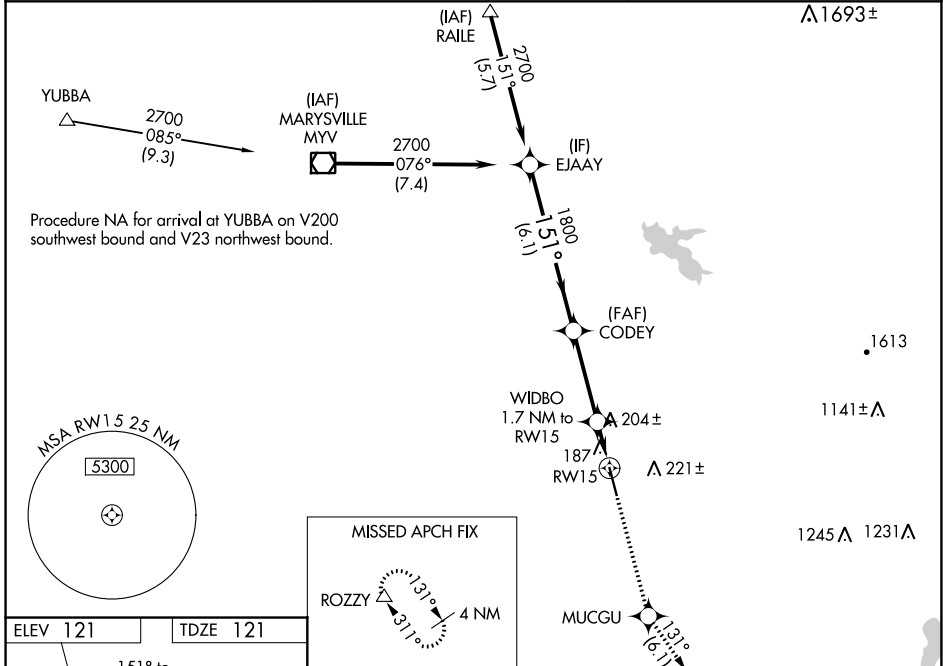 (IAF)
RAILE
1693±
2700
151°
(5.7)
YUBBA
2700
085°
(9.3)
(IAF)
MARYSVILLE
MYV
2700
076°
(7.4)
(IF)
EJAAY
Procedure NA for arrival at YUBBA on V200
southwest bound and V23 northwest bound.
1800
151°
(6.1)
(FAF)
CODEY
1613
WIDBO
1.7 NM to
RW15
204±
1141±
187
RW15
221±
MSA RW15 25 NM
5300
1245
1231
MISSED APCH FIX
ROZZY
131°
311°
4 NM
MUCGU
131°
(6.1)
ELEV 121
TDZE 121
151° to